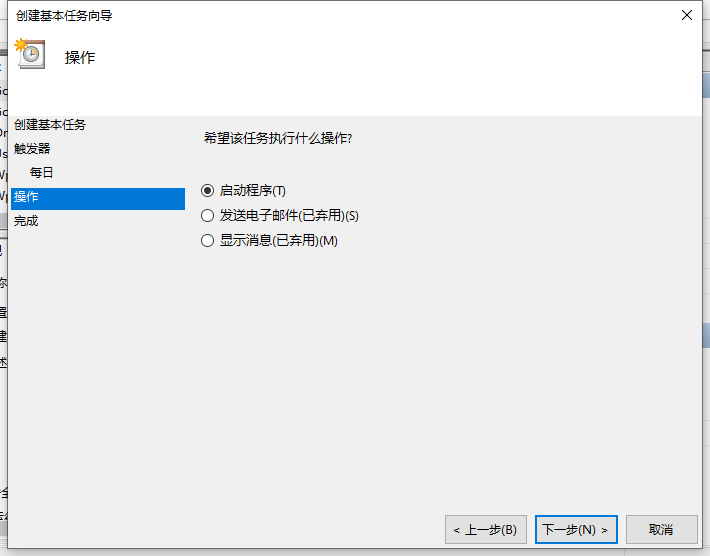 创建基本任务向导
操作
创建基本任务
触发器
每日
操作
完成
希望该任务执行什么操作?
启动程序(T)
发送电子邮件(已弃用)(S)
显示消息(已弃用)(M)
< 上一步(B)
下一步(N) >
取消